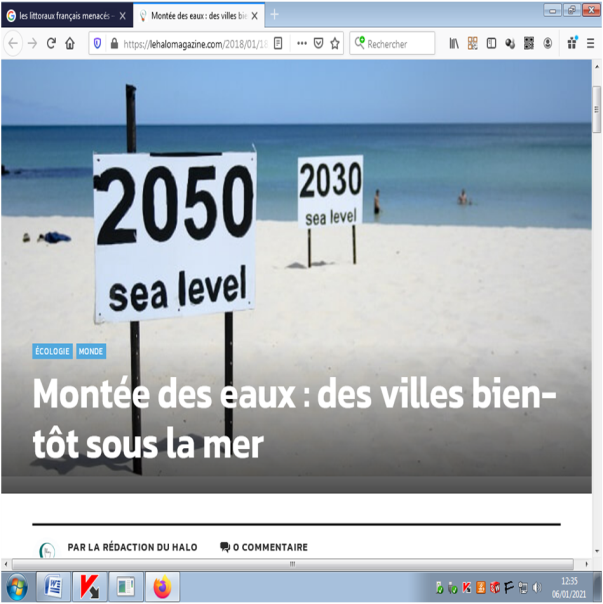 les littoraux français menacés –
Montée des eaux : des villes bie
https://lehalomagazine.com/2018/01/18
Rechercher
2050
sea level
2030
sea level
ÉCOLOGIE MONDE
Montée des eaux : des villes bien-
tôt sous la mer
PAR LA RÉDACTION DU HALO 0 COMMENTAIRE
12:35
06/01/2021